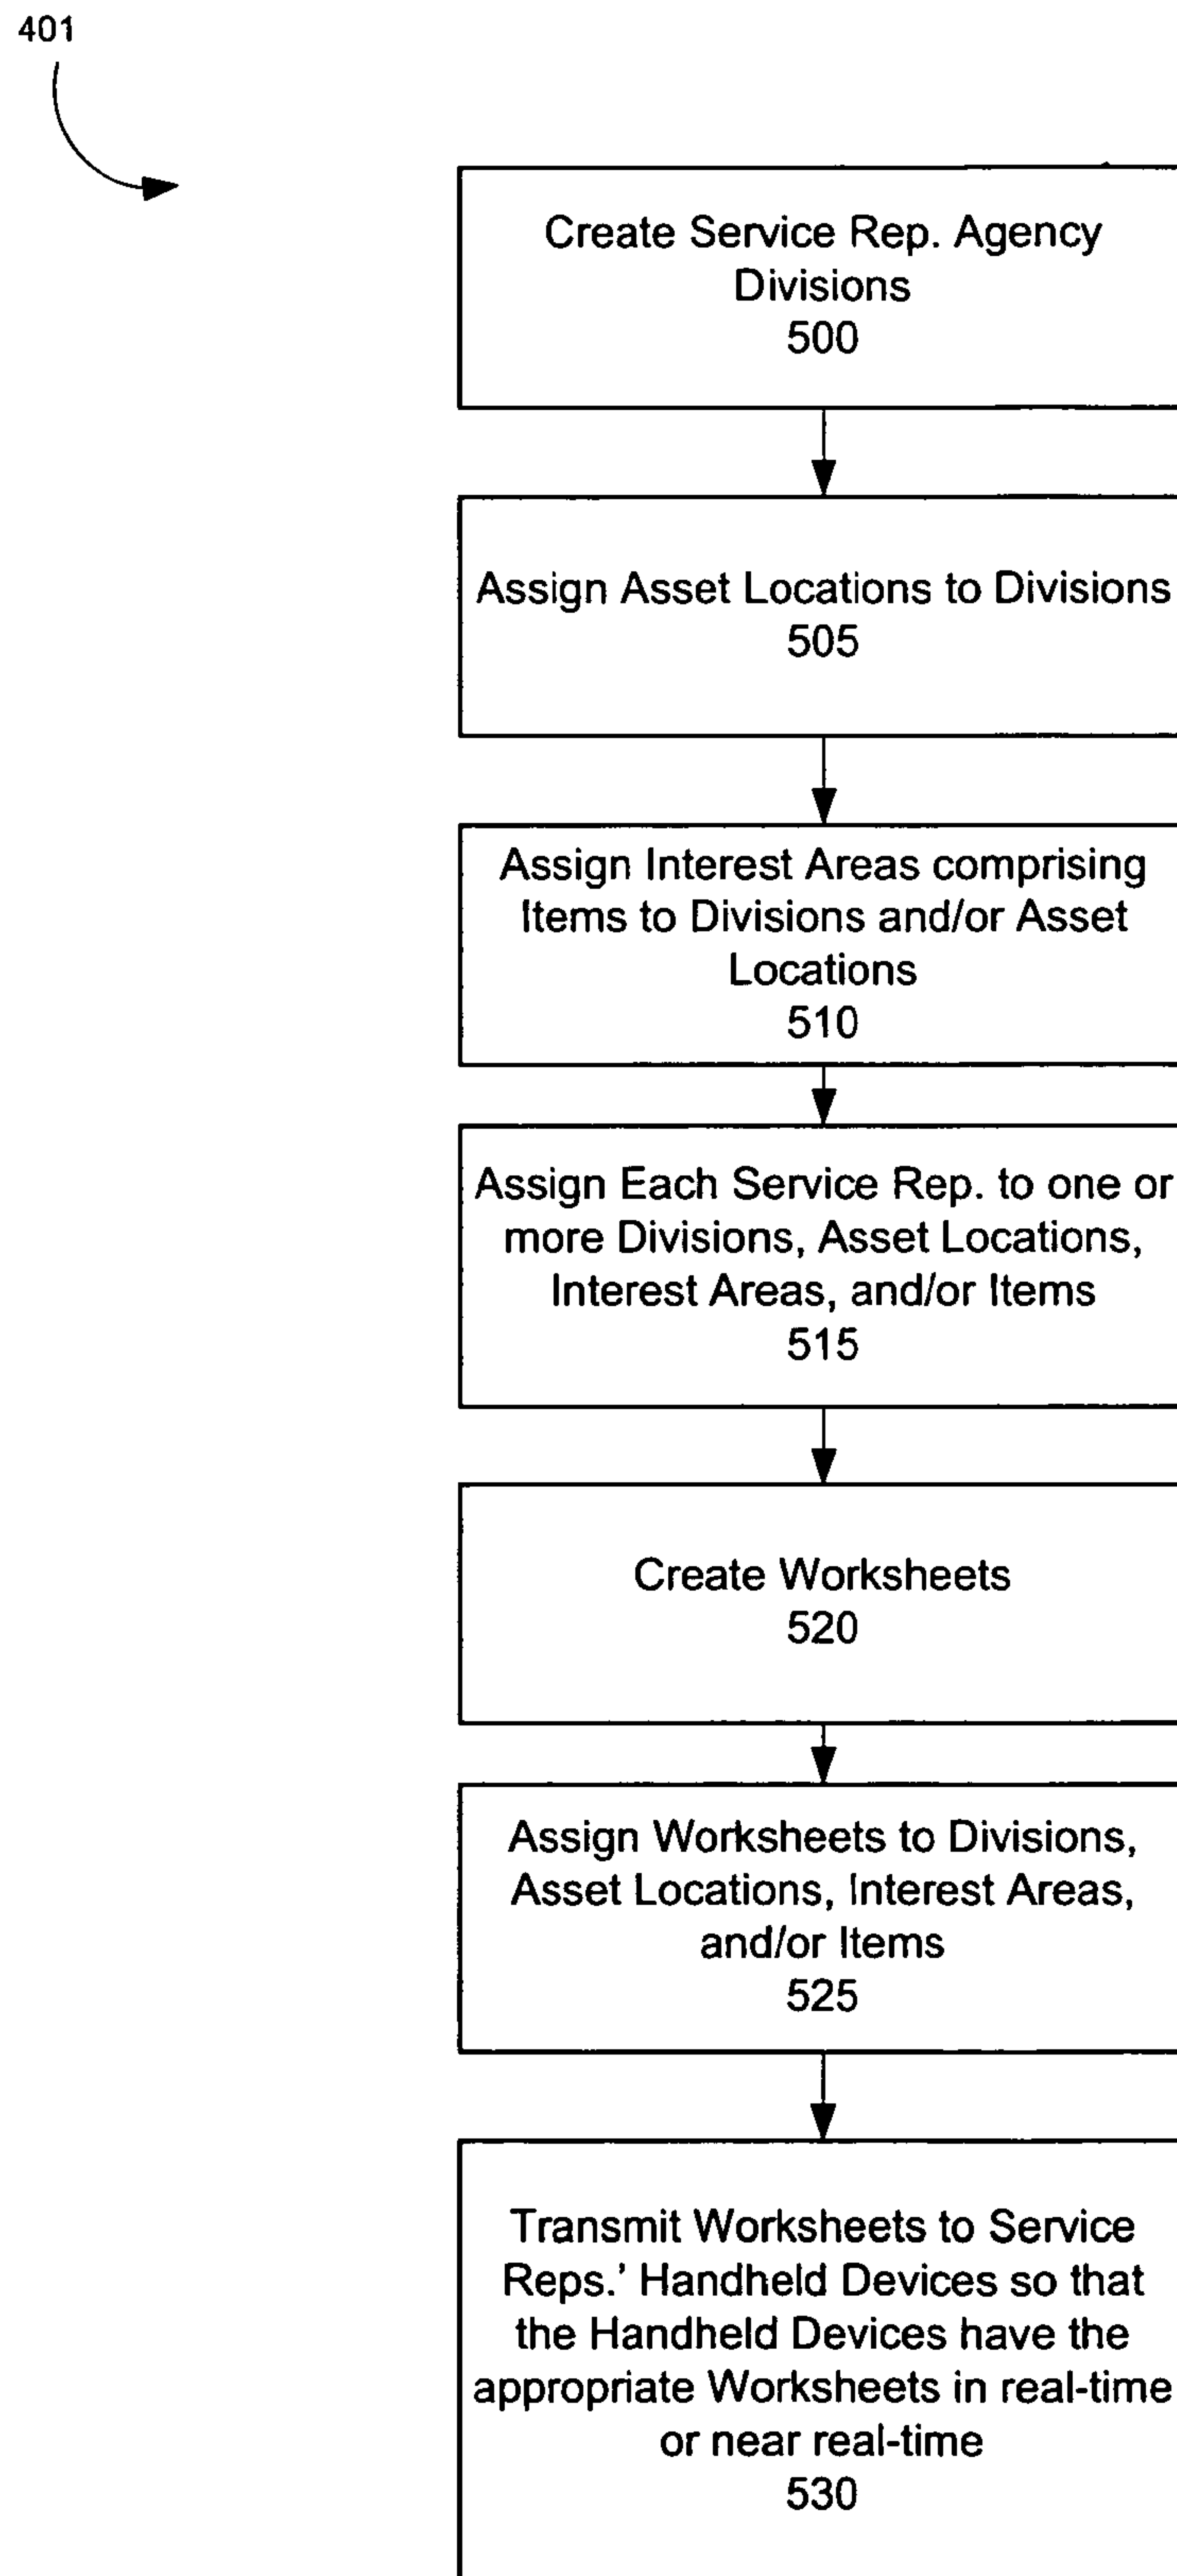 401
Create Service Rep. Agency
Divisions
500
Assign Asset Locations to Divisions
505
Assign Interest Areas comprising
Items to Divisions and/or Asset
Locations
510
Assign Each Service Rep. to one or
more Divisions, Asset Locations,
Interest Areas, and/or Items
515
Create Worksheets
520
Assign Worksheets to Divisions,
Asset Locations, Interest Areas,
and/or Items
525
Transmit Worksheets to Service
Reps.’ Handheld Devices so that
the Handheld Devices have the
appropriate Worksheets in real-time
or near real-time
530